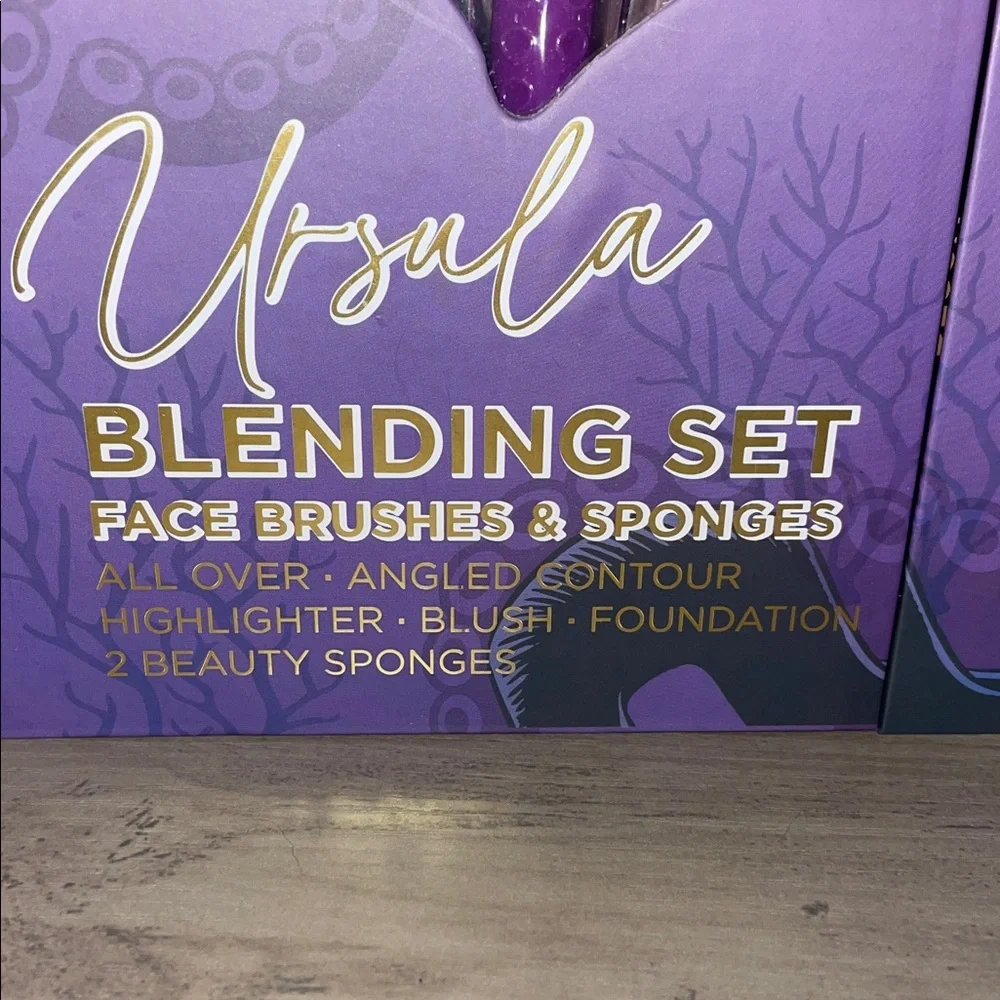 Ursula
BLENDING SET
FACE BRUSHES & SPONGES
ALL OVER · ANGLED CONTOUR
HIGHLIGHTER · BLUSH · FOUNDATION
2 BEAUTY SPONGES